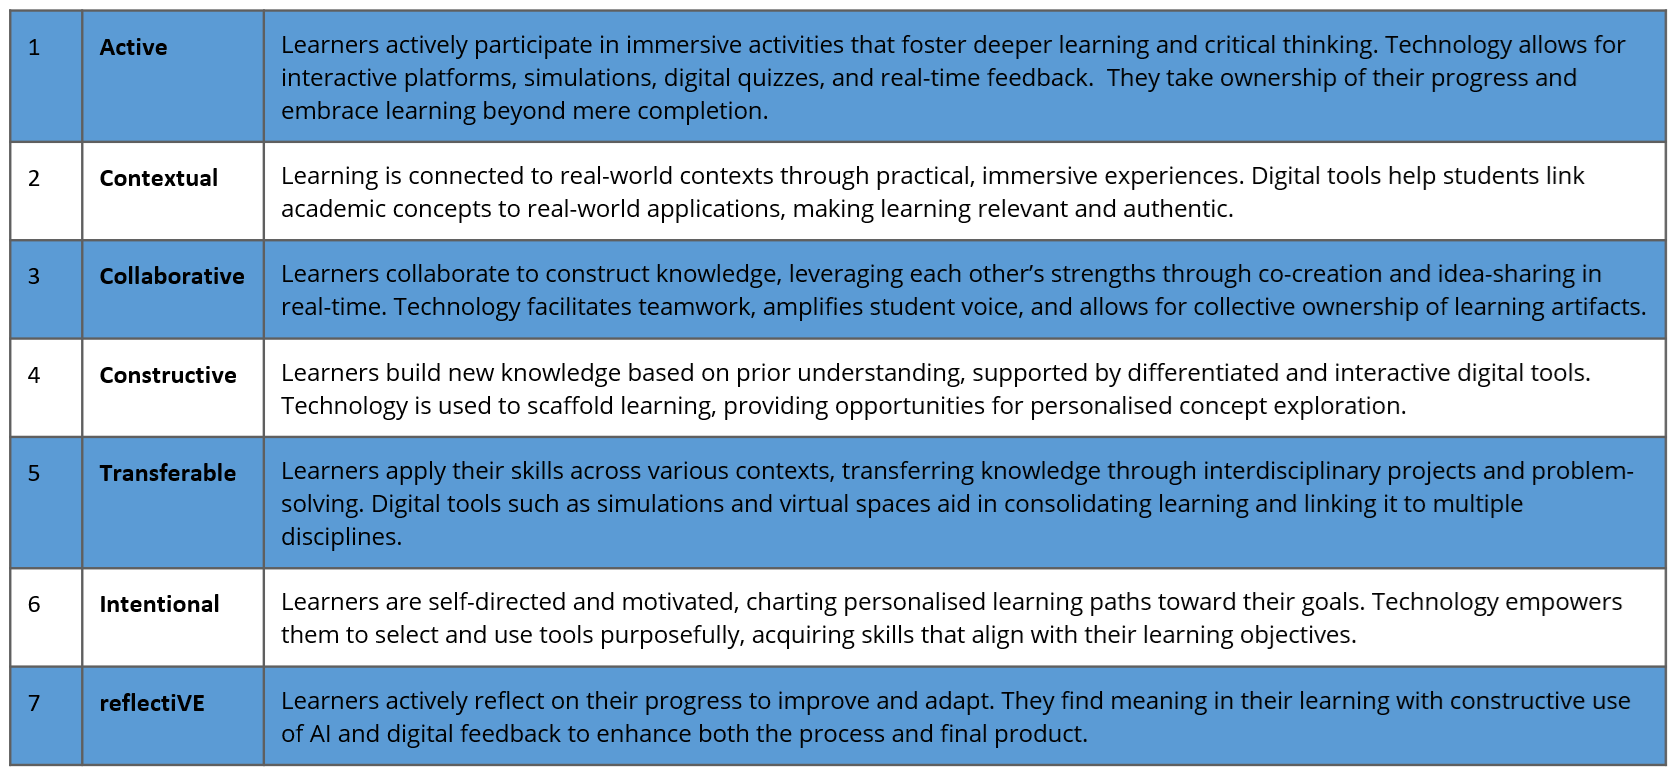 1 Active Learners actively participate in immersive activities that foster deeper learning and critical thinking. Technology allows for
interactive platforms, simulations, digital quizzes, and real-time feedback.  They take ownership of their progress and
embrace learning beyond mere completion.
2 Contextual Learning is connected to real-world contexts through practical, immersive experiences. Digital tools help students link
academic concepts to real-world applications, making learning relevant and authentic.
3 Collaborative Learners collaborate to construct knowledge, leveraging each other’s strengths through co-creation and idea-sharing in
real-time. Technology facilitates teamwork, amplifies student voice, and allows for collective ownership of learning artifacts.
4 Constructive Learners build new knowledge based on prior understanding, supported by differentiated and interactive digital tools.
Technology is used to scaffold learning, providing opportunities for personalised concept exploration.
5 Transferable Learners apply their skills across various contexts, transferring knowledge through interdisciplinary projects and problem-
solving. Digital tools such as simulations and virtual spaces aid in consolidating learning and linking it to multiple
disciplines.
6 Intentional Learners are self-directed and motivated, charting personalised learning paths toward their goals. Technology empowers
them to select and use tools purposefully, acquiring skills that align with their learning objectives.
7 reflectiVE Learners actively reflect on their progress to improve and adapt. They find meaning in their learning with constructive use
of AI and digital feedback to enhance both the process and final product.